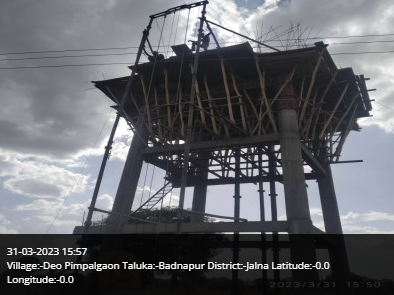 31-03-2023 15:57
Village:-Deo Pimpalgaon Taluka:-Badnapur District:-Jalna Latitude:-0.0
Longitude:-0.0
2023/3/31 15:50